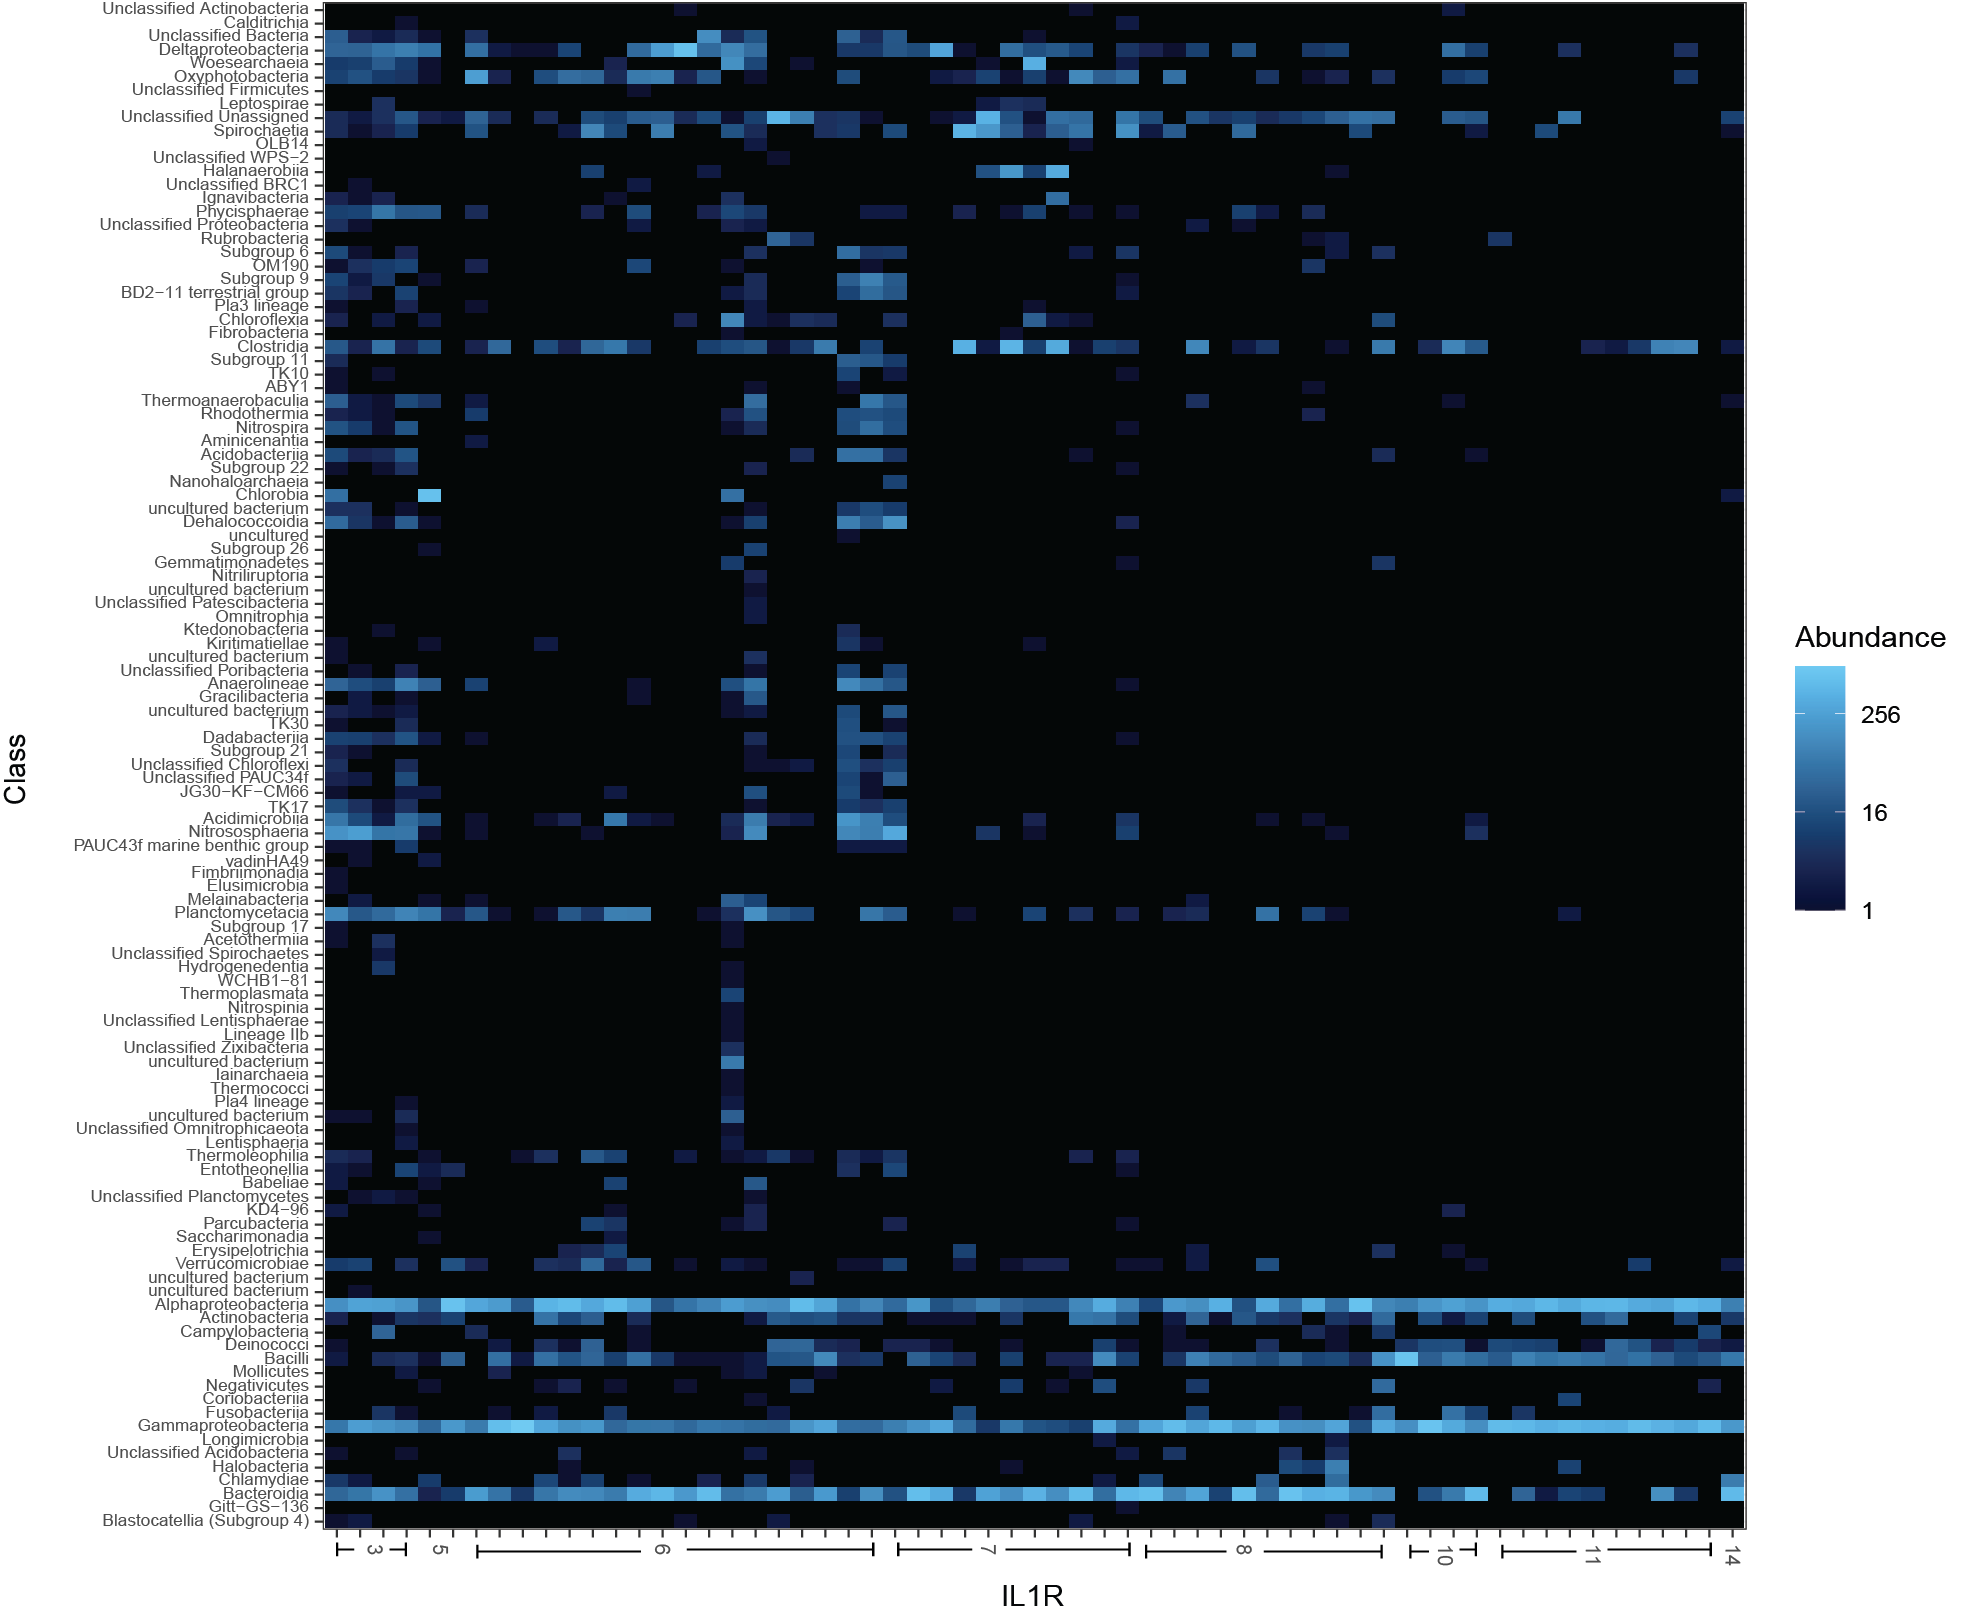 Unclassified Actinobacteria
Calditrichia
Unclassified Bacteria
Deltaproteobacteria
Woesearchaeia
Oxyphotobacteria
Unclassified Firmicutes
Leptospirae
Unclassified Unassigned
Spirochaetia
OLB14
Unclassified WPS−2
Halanaerobiia
Unclassified BRC1
Ignavibacteria
Phycisphaerae
Unclassified Proteobacteria
Rubrobacteria
Subgroup 6
OM190
Subgroup 9
BD2−11 terrestrial group
Pla3 lineage
Chloroflexia
Fibrobacteria
Clostridia
Subgroup 11
TK10
ABY1
Thermoanaerobaculia
Rhodothermia
Nitrospira
Aminicenantia
Acidobacteriia
Subgroup 22
Nanohaloarchaeia
Chlorobia
uncultured bacterium
Dehalococcoidia
uncultured
Subgroup 26
Gemmatimonadetes
Nitriliruptoria
uncultured bacterium
Unclassified Patescibacteria
Omnitrophia
Ktedonobacteria
Kiritimatiellae
uncultured bacterium
Unclassified Poribacteria
Anaerolineae
Gracilibacteria
uncultured bacterium
TK30
Dadabacteriia
Subgroup 21
Unclassified Chloroflexi
Unclassified PAUC34f
JG30−KF−CM66
TK17
Acidimicrobiia
Nitrososphaeria
PAUC43f marine benthic group
vadinHA49
Fimbriimonadia
Elusimicrobia
Melainabacteria
Planctomycetacia
Subgroup 17
Acetothermiia
Unclassified Spirochaetes
Hydrogenedentia
WCHB1−81
Thermoplasmata
Nitrospinia
Unclassified Lentisphaerae
Lineage IIb
Unclassified Zixibacteria
uncultured bacterium
Iainarchaeia
Thermococci
Pla4 lineage
uncultured bacterium
Unclassified Omnitrophicaeota
Lentisphaeria
Thermoleophilia
Entotheonellia
Babeliae
Unclassified Planctomycetes
KD4−96
Parcubacteria
Saccharimonadia
Erysipelotrichia
Verrucomicrobiae
uncultured bacterium
uncultured bacterium
Alphaproteobacteria
Actinobacteria
Campylobacteria
Deinococci
Bacilli
Mollicutes
Negativicutes
Coriobacteriia
Fusobacteriia
Gammaproteobacteria
Longimicrobia
Unclassified Acidobacteria
Halobacteria
Chlamydiae
Bacteroidia
Gitt−GS−136
Blastocatellia (Subgroup 4)
Class
3 5 6 7 8 10 11 14
IL1R
Abundance
256
16
1